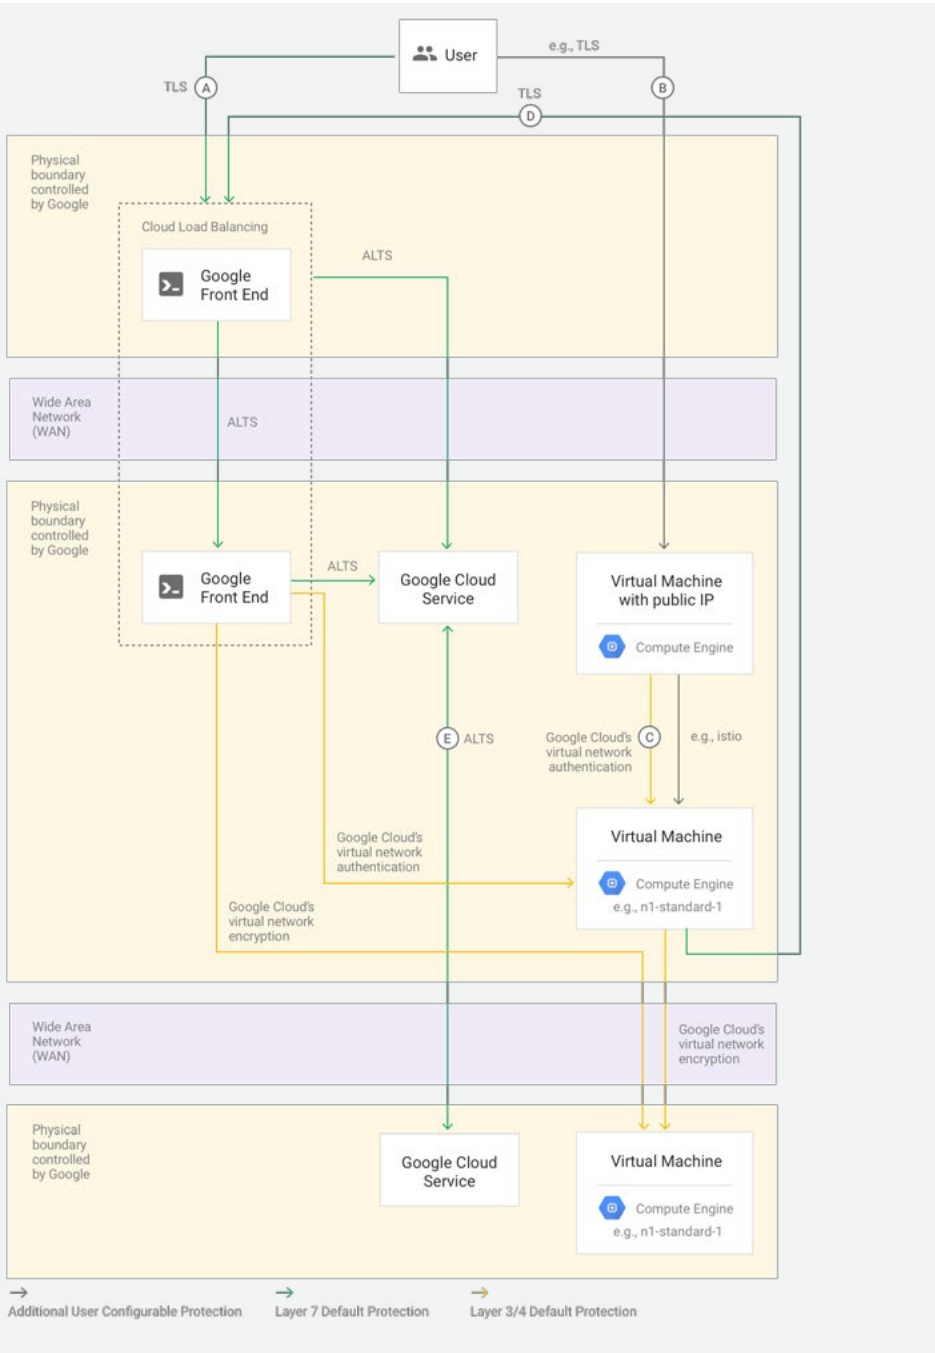 User
e.g., TLS
TLS
A
B
TLS
D
Physical
boundary
controlled
by Google
Cloud Load Balancing
Google
Front End
ALTS
Wide Area
Network
(WAN)
ALTS
Physical
boundary
controlled
by Google
Google
Front End
ALTS
Google Cloud
Service
Virtual Machine
with public IP
Compute Engine
E
ALTS
Google Cloud's
virtual network
authentication
C
e.g., istio
Virtual Machine
Compute Engine
e.g., n1-standard-1
Google Cloud's
virtual network
authentication
Google Cloud's
virtual network
encryption
Wide Area
Network
(WAN)
Google Cloud's
virtual network
encryption
Physical
boundary
controlled
by Google
Google Cloud
Service
Virtual Machine
Compute Engine
e.g., n1-standard-1
Additional User Configurable Protection
Layer 7 Default Protection
Layer 3/4 Default Protection